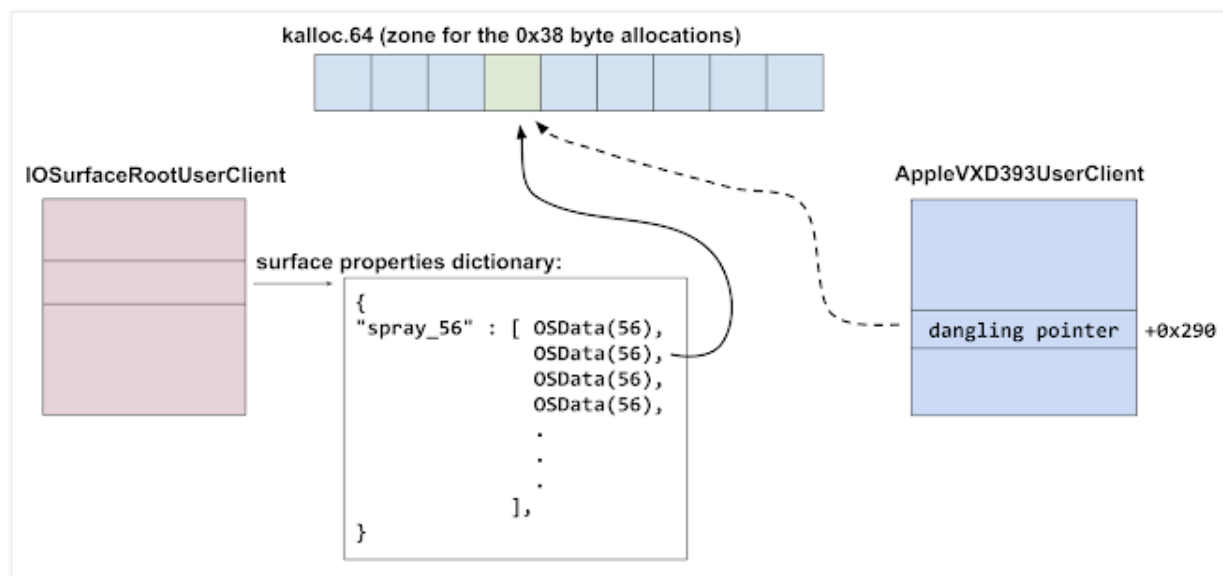 kalloc.64 (zone for the 0x38 byte allocations)
IOSurfaceRootUserClient
AppleVXD393UserClient
surface properties dictionary:
{
"spray_56" : [ OSData(56),
OSData(56),
OSData(56),
OSData(56),
.
.
.
],
}
dangling pointer
+0x290